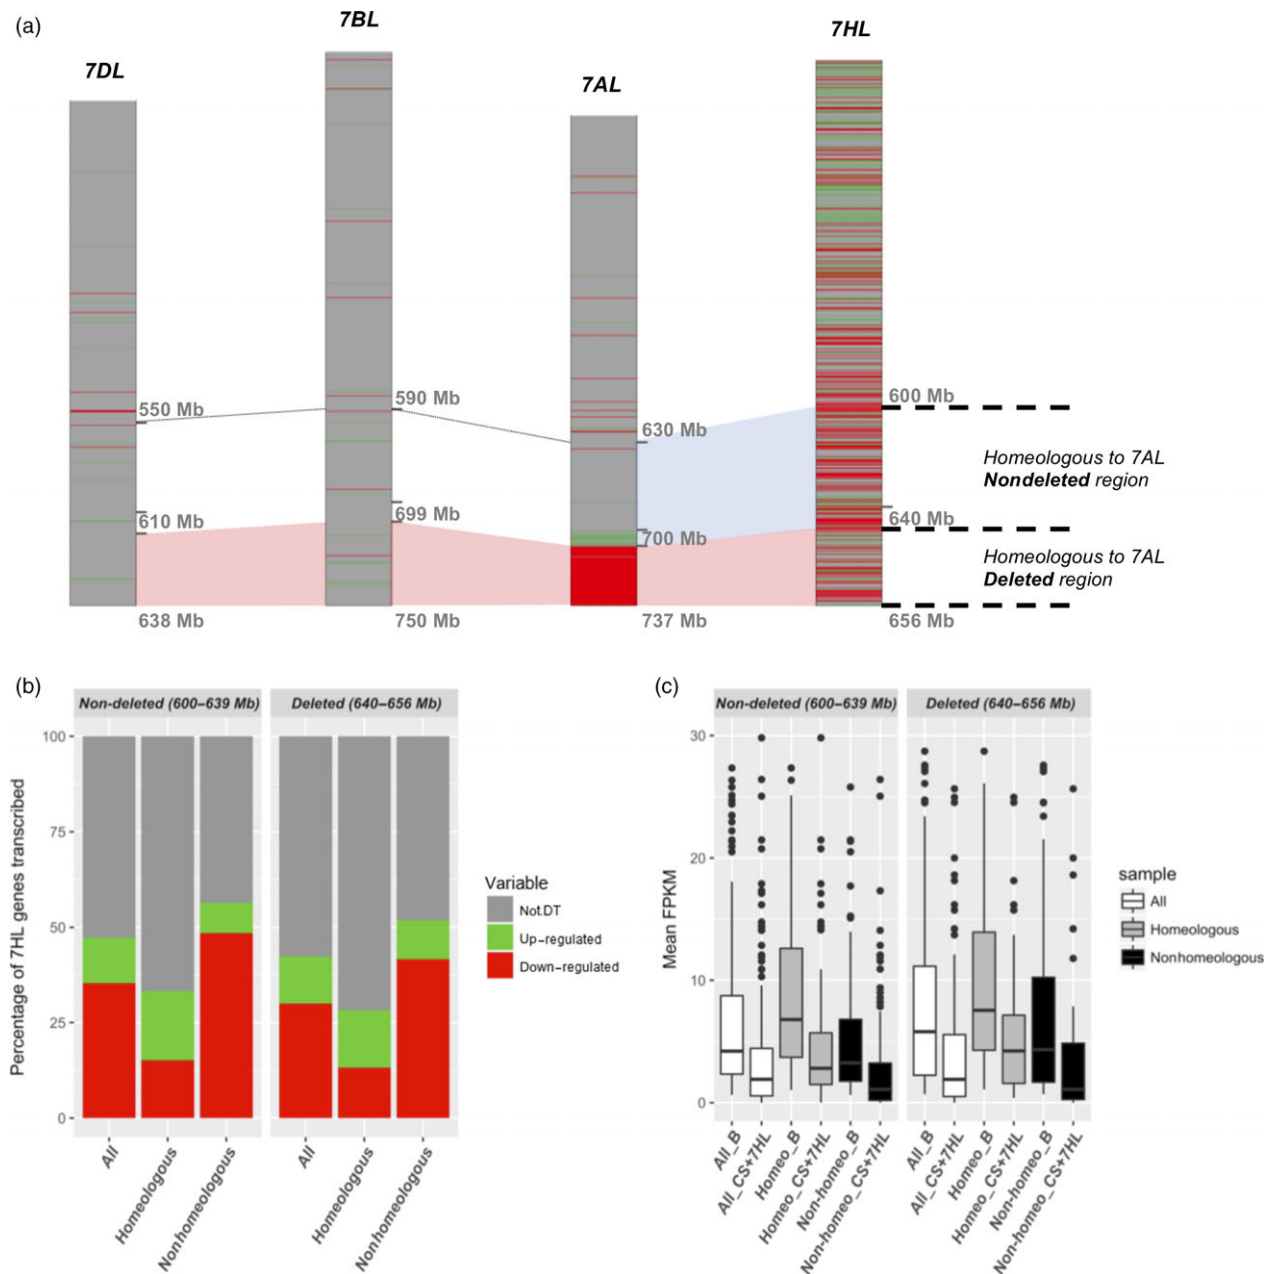 (a)
7DL
7BL
7AL
7HL
550 Mb
590 Mb
630 Mb
600 Mb
Homeologous to 7AL
Nondeleted region
610 Mb
699 Mb
700 Mb
640 Mb
Homeologous to 7AL
Deleted region
638 Mb
750 Mb
737 Mb
656 Mb
(b)
Non-deleted (600–639 Mb)
Deleted (640–656 Mb)
Percentage of 7HL genes transcribed
100
75
50
25
0
All
Homeologous
Nonhomeologous
All
Homeologous
Nonhomeologous
Variable
Not.DT
Up-regulated
Down-regulated
(c)
Non-deleted (600–639 Mb)
Deleted (640–656 Mb)
Mean FPKM
30
20
10
0
All_B
All_CS+7HL
Homeo_B
Homeo_CS+7HL
Non-homeo_B
Non-homeo_CS+7HL
All_B
All_CS+7HL
Homeo_B
Homeo_CS+7HL
Non-homeo_B
Non-homeo_CS+7HL
sample
All
Homeologous
Nonhomeologous